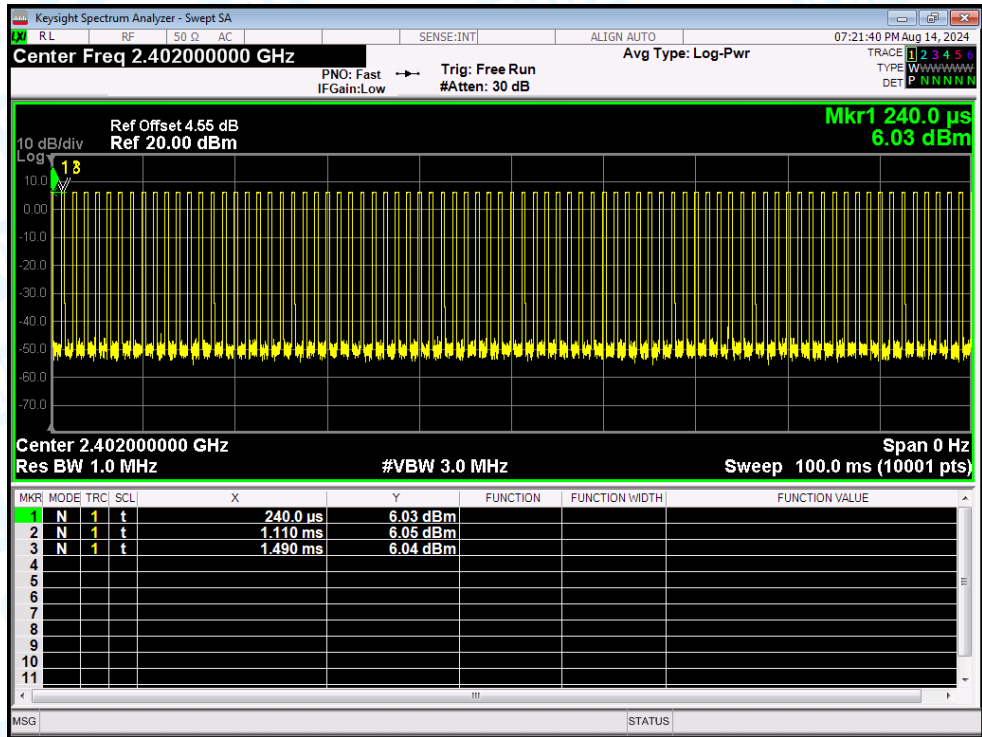 Keysight Spectrum Analyzer - Swept SA
LXI RL RF 50 Ω AC SENSE:INT ALIGN AUTO 07:21:40 PM Aug 14, 2024
Center Freq 2.402000000 GHz Avg Type: Log-Pwr TRACE 1 2 3 4 5 6
PNO: Fast Trig: Free Run TYPE WWWWWW
IFGain:Low #Atten: 30 dB DET P N N N N N
Ref Offset 4.55 dB Mkr1 240.0 µs
10 dB/div Ref 20.00 dBm 6.03 dBm
Log
10.0
0.00
-10.0
-20.0
-30.0
-40.0
-50.0
-60.0
-70.0
Center 2.402000000 GHz Span 0 Hz
Res BW 1.0 MHz #VBW 3.0 MHz Sweep 100.0 ms (10001 pts)
MKR MODE TRC SCL X Y FUNCTION FUNCTION WIDTH FUNCTION VALUE
1 N 1 t 240.0 µs 6.03 dBm
2 N 1 t 1.110 ms 6.05 dBm
3 N 1 t 1.490 ms 6.04 dBm
4
5
6
7
8
9
10
11
MSG STATUS